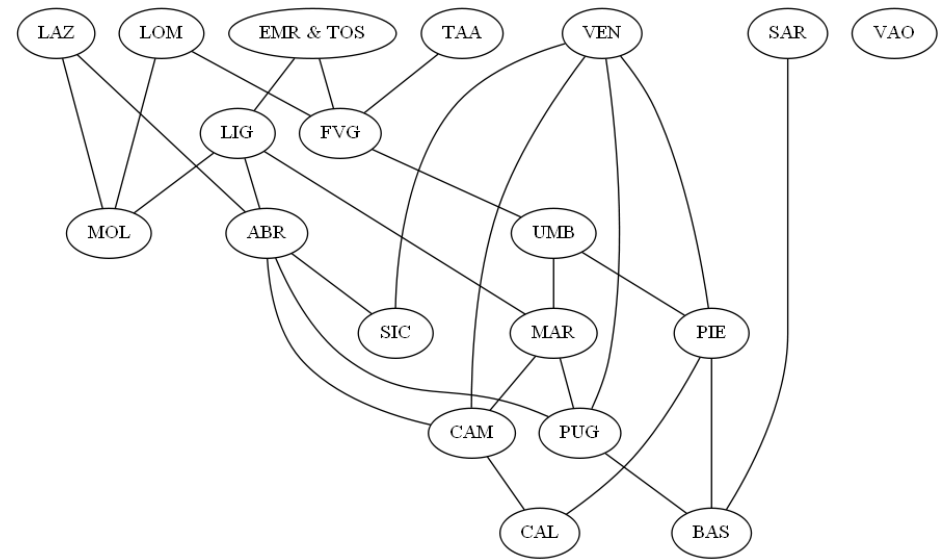 LAZ LOM EMR & TOS TAA VEN SAR VAO
LIG FVG
MOL ABR UMB
SIC MAR PIE
CAM PUG
CAL BAS